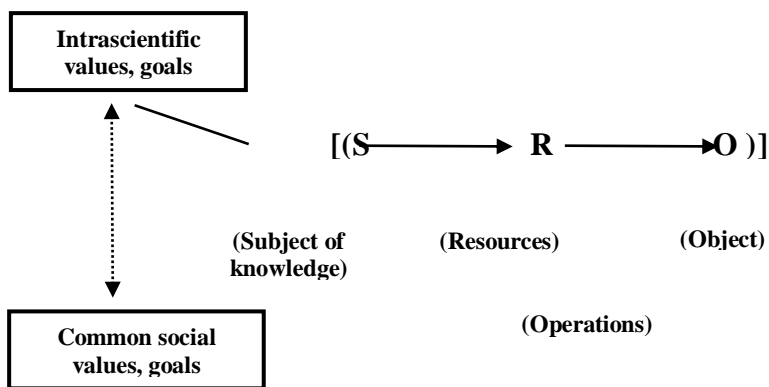 Intrascientific
values, goals
[(S R O )]
(Subject of
knowledge)
(Resources)
(Object)
(Operations)
Common social
values, goals